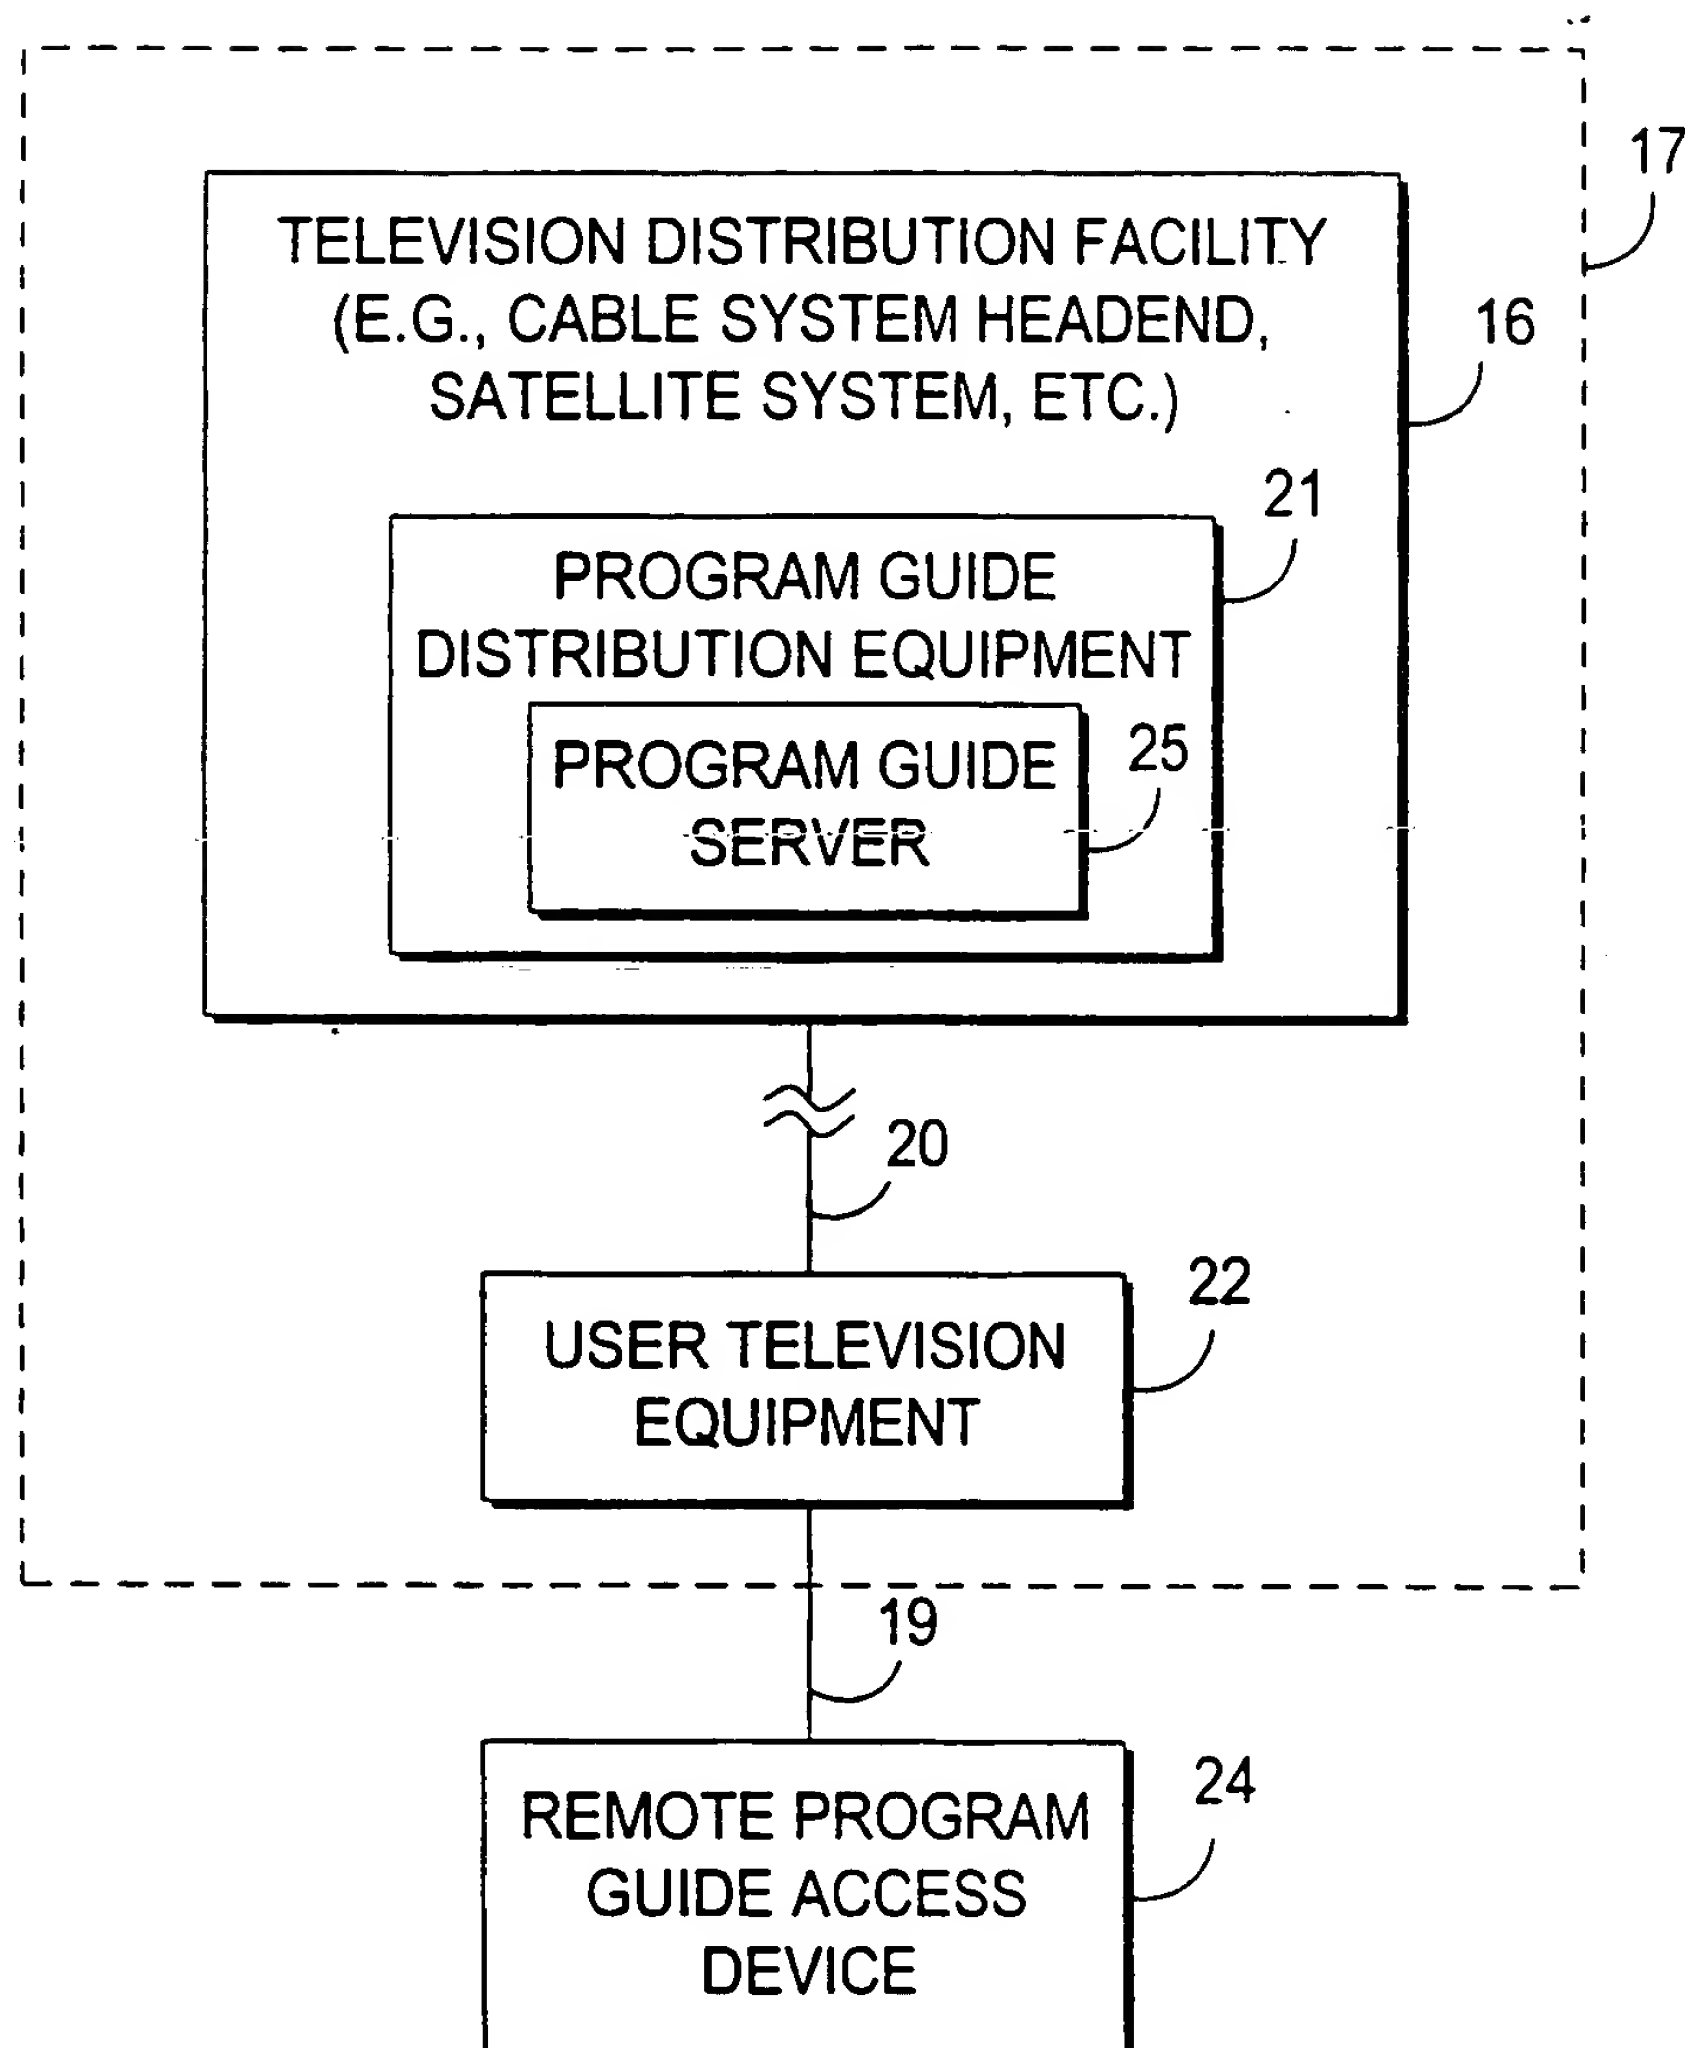 17
TELEVISION DISTRIBUTION FACILITY
(E.G., CABLE SYSTEM HEADEND,
SATELLITE SYSTEM, ETC.)
16
21
PROGRAM GUIDE
DISTRIBUTION EQUIPMENT
PROGRAM GUIDE
SERVER
25
20
22
USER TELEVISION
EQUIPMENT
19
24
REMOTE PROGRAM
GUIDE ACCESS
DEVICE